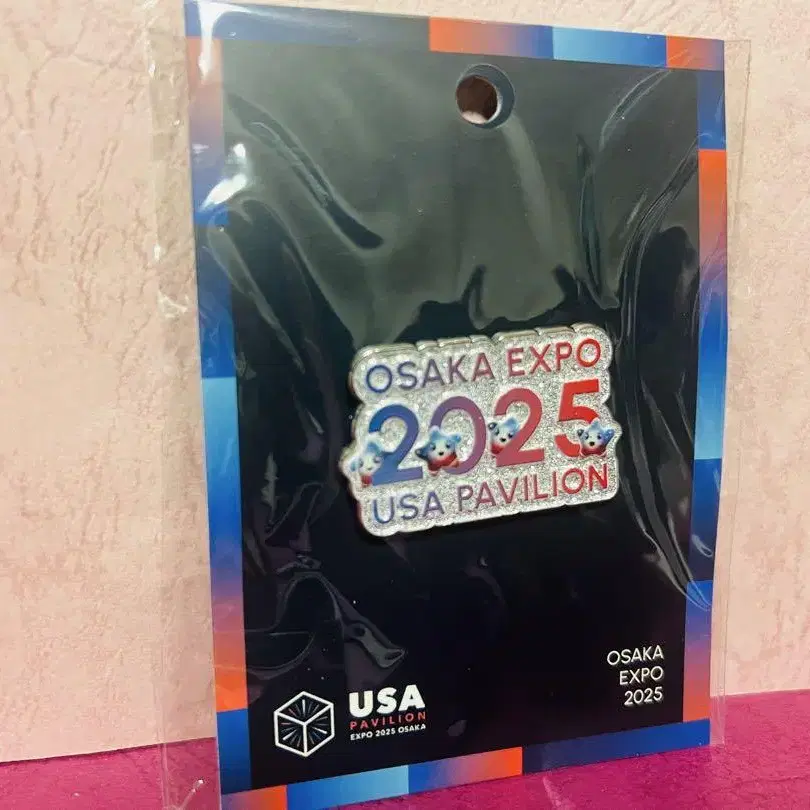 OSAKA EXPO
2025
USA PAVILION
USA
PAVILION
EXPO 2025 OSAKA
OSAKA
EXPO
2025